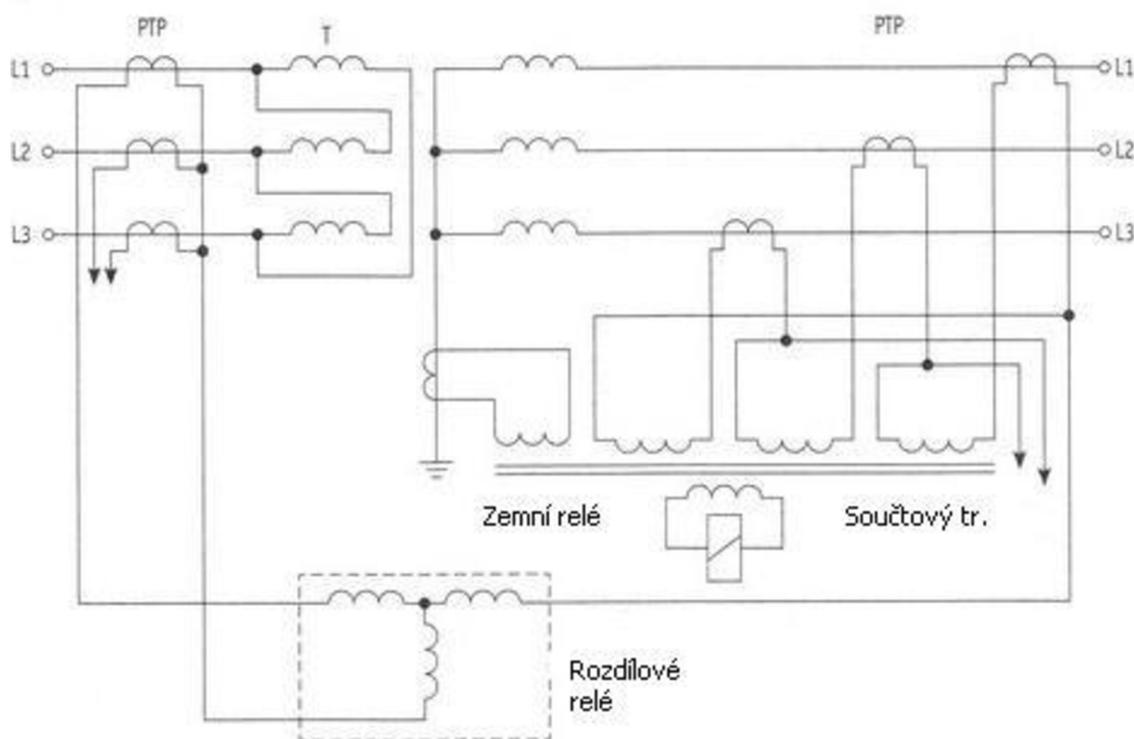 PTP
T
PTP
L1
L1
L2
L2
L3
L3
Zemní relé
Součtový tr.
Rozdílové
relé